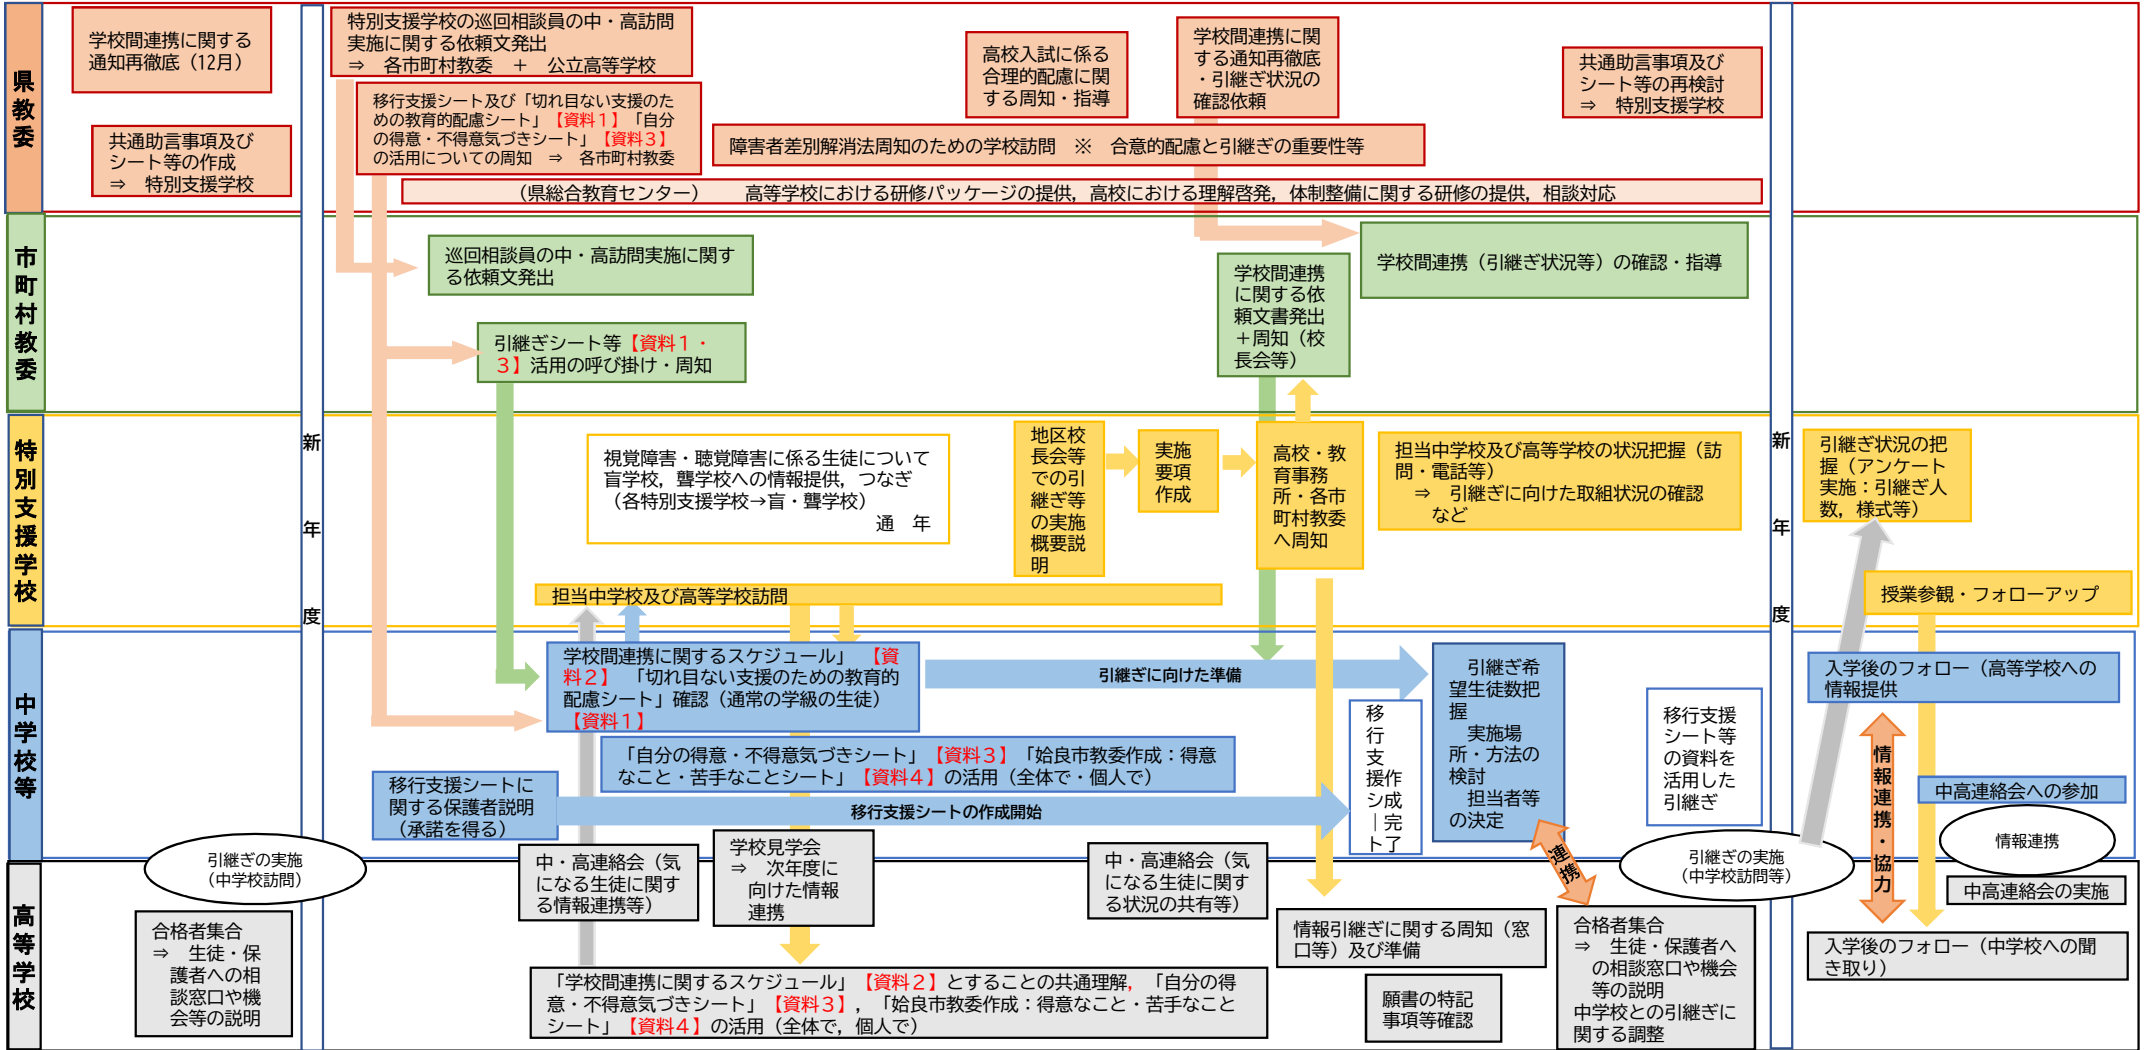 県教委
学校間連携に関する
通知再徹底（12月）
共通助言事項及び
シート等の作成
⇒　特別支援学校
特別支援学校の巡回相談員の中・高訪問
実施に関する依頼文発出
⇒　各市町村教委　＋　公立高等学校
移行支援シート及び「切れ目ない支援のた
めの教育的配慮シート」【資料１】「自分
の得意・不得意気づきシート」【資料３】
の活用についての周知　⇒　各市町村教委
高校入試に係る
合理的配慮に関
する周知・指導
学校間連携に関
する通知再徹底
・引継ぎ状況の
確認依頼
共通助言事項及び
シート等の再検討
⇒　特別支援学校
障害者差別解消法周知のための学校訪問　※　合意的配慮と引継ぎの重要性等
（県総合教育センター）　　高等学校における研修パッケージの提供，高校における理解啓発，体制整備に関する研修の提供，相談対応
市町村教委
巡回相談員の中・高訪問実施に関す
る依頼文発出
引継ぎシート等【資料１・
３】活用の呼び掛け・周知
学校間連携
に関する依
頼文書発出
＋周知（校
長会等）
学校間連携（引継ぎ状況等）の確認・指導
特別支援学校
新年度
視覚障害・聴覚障害に係る生徒について
盲学校，聾学校への情報提供，つなぎ
（各特別支援学校→盲・聾学校）
通　年
地区校
長会等
での引
継ぎ等
の実施
概要説
明
実施
要項
作成
高校・教
育事務
所・各市
町村教委
へ周知
担当中学校及び高等学校の状況把握（訪
問・電話等）
⇒　引継ぎに向けた取組状況の確認
など
新年度
引継ぎ状況の把
握（アンケート
実施：引継ぎ人
数，様式等）
担当中学校及び高等学校訪問
授業参観・フォローアップ
中学校等
学校間連携に関するスケジュール」　【資
料２】　「切れ目ない支援のための教育的
配慮シート」確認（通常の学級の生徒）
【資料１】
引継ぎに向けた準備
「自分の得意・不得意気づきシート」【資料３】「姶良市教委作成：得意
なこと・苦手なことシート」【資料４】の活用（全体で・個人で）
移行支援シートに
関する保護者説明
（承諾を得る）
移行支援シートの作成開始
移行支援シート
作成完了
引継ぎ希
望生徒数把
握
実施場
所・方法の
検討
担当者等
の決定
移行支援
シート等
の資料を
活用した
引継ぎ
入学後のフォロー（高等学校への
情報提供
情報連携・協力
中高連絡会への参加
情報連携
連携
引継ぎの実施
（中学校訪問）
引継ぎの実施
（中学校訪問等）
高等学校
合格者集合
⇒　生徒・保
護者への相
談窓口や機
会等の説明
中・高連絡会（気
になる生徒に関す
る情報連携等）
学校見学会
⇒　次年度に
向けた情報
連携
中・高連絡会（気
になる生徒に関す
る状況の共有等）
「学校間連携に関するスケジュール」【資料２】とすることの共通理解，「自分の得
意・不得意気づきシート」【資料３】，「姶良市教委作成：得意なこと・苦手なこと
シート」【資料４】の活用（全体で，個人で）
情報引継ぎに関する周知（窓
口等）及び準備
願書の特記
事項等確認
合格者集合
⇒　生徒・保護者へ
の相談窓口や機会
等の説明
中学校との引継ぎに
関する調整
中高連絡会の実施
入学後のフォロー（中学校への聞
き取り）